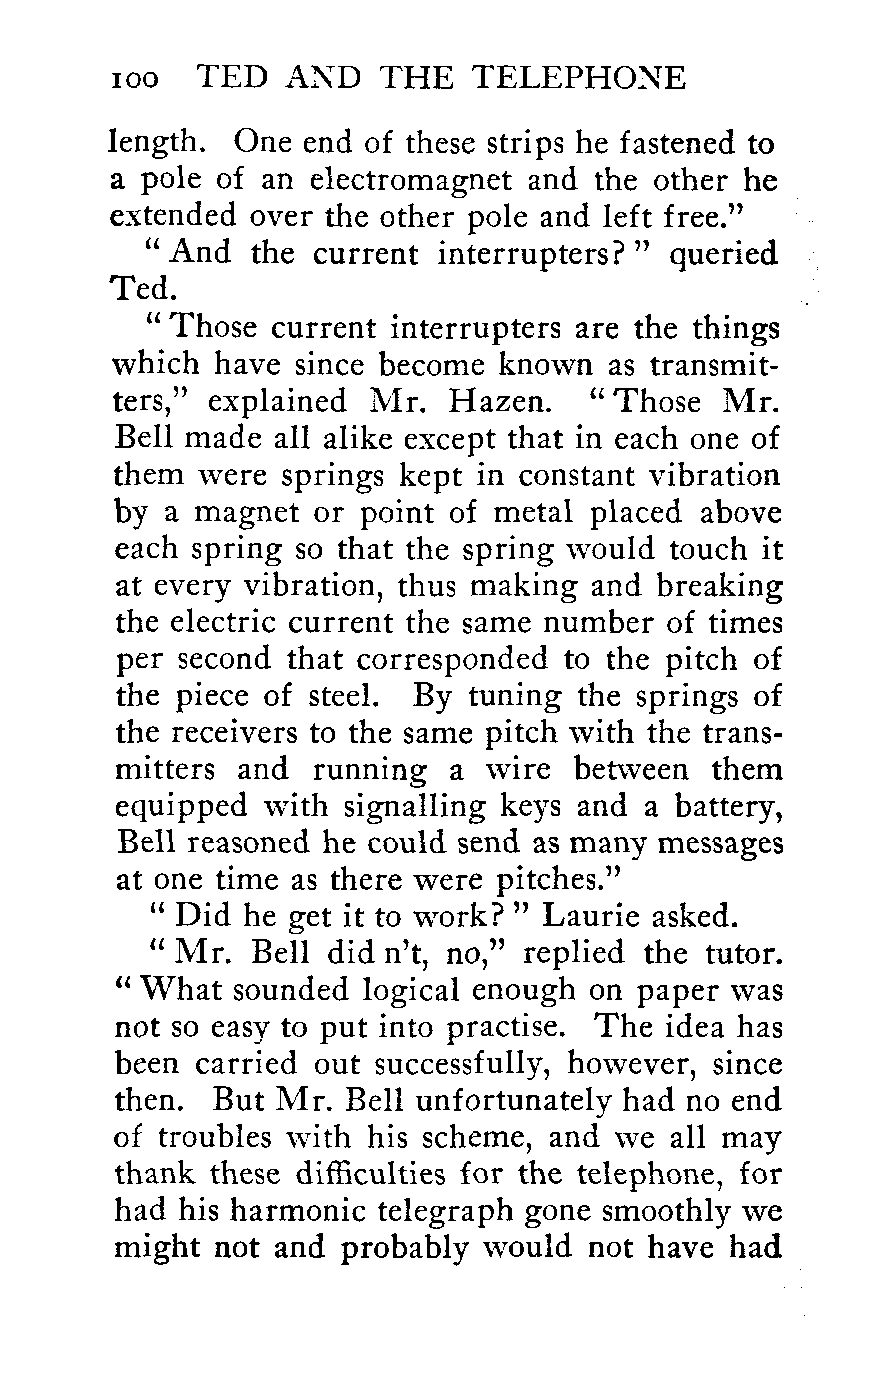 100 TED AND THE TELEPHONE
length. One end of these strips he fastened to
a pole of an electromagnet and the other he
extended over the other pole and left free."
" And the current interrupters? " queried
Ted.
" Those current interrupters are the things
which have since become known as transmit-
ters," explained Mr. Hazen. " Those Mr.
Bell made all alike except that in each one of
them were springs kept in constant vibration
by a magnet or point of metal placed above
each spring so that the spring would touch it
at every vibration, thus making and breaking
the electric current the same number of times
per second that corresponded to the pitch of
the piece of steel. By tuning the springs of
the receivers to the same pitch with the trans-
mitters and running a wire between them
equipped with signalling keys and a battery,
Bell reasoned he could send as many messages
at one time as there were pitches."
" Did he get it to work? " Laurie asked.
" Mr. Bell did n't, no," replied the tutor.
" What sounded logical enough on paper was
not so easy to put into practise. The idea has
been carried out successfully, however, since
then. But Mr. Bell unfortunately had no end
of troubles with his scheme, and we all may
thank these difficulties for the telephone, for
had his harmonic telegraph gone smoothly we
might not and probably would not have had